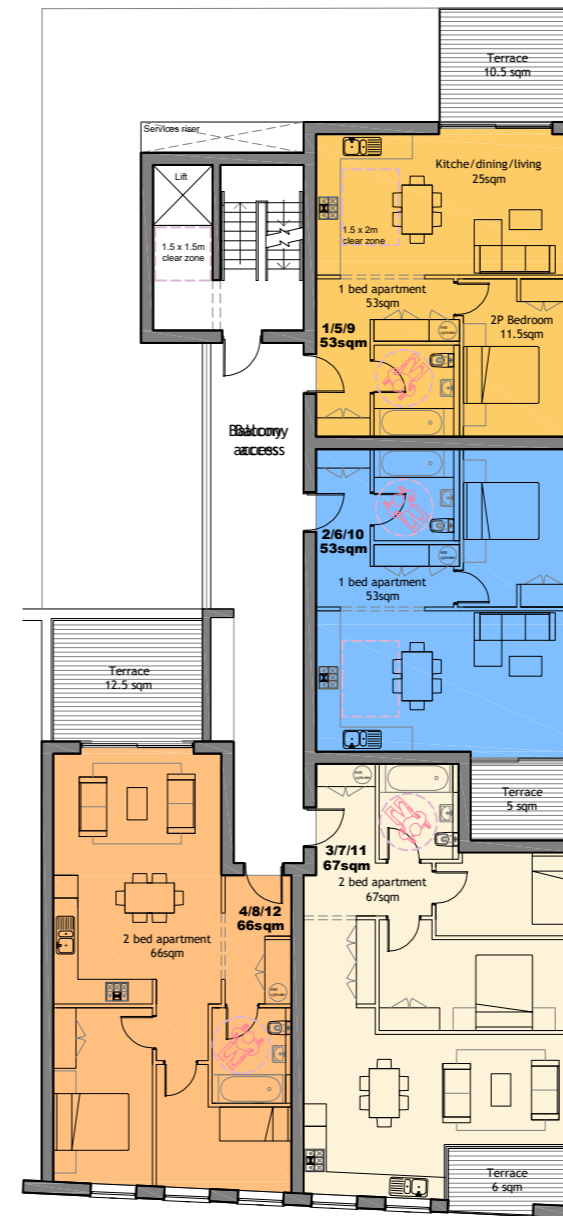 Terrace
10.5 sqm
Services riser
Lift
1.5 x 1.5m
clear zone
Kitche/dining/living
25sqm
1.5 x 2m
clear zone
1 bed apartment
53sqm
1/5/9
53sqm
2P Bedroom
11.5sqm
Balcony
access
2/6/10
53sqm
1 bed apartment
53sqm
Terrace
12.5 sqm
Terrace
5 sqm
3/7/11
67sqm
2 bed apartment
67sqm
4/8/12
66sqm
2 bed apartment
66sqm
Terrace
6 sqm